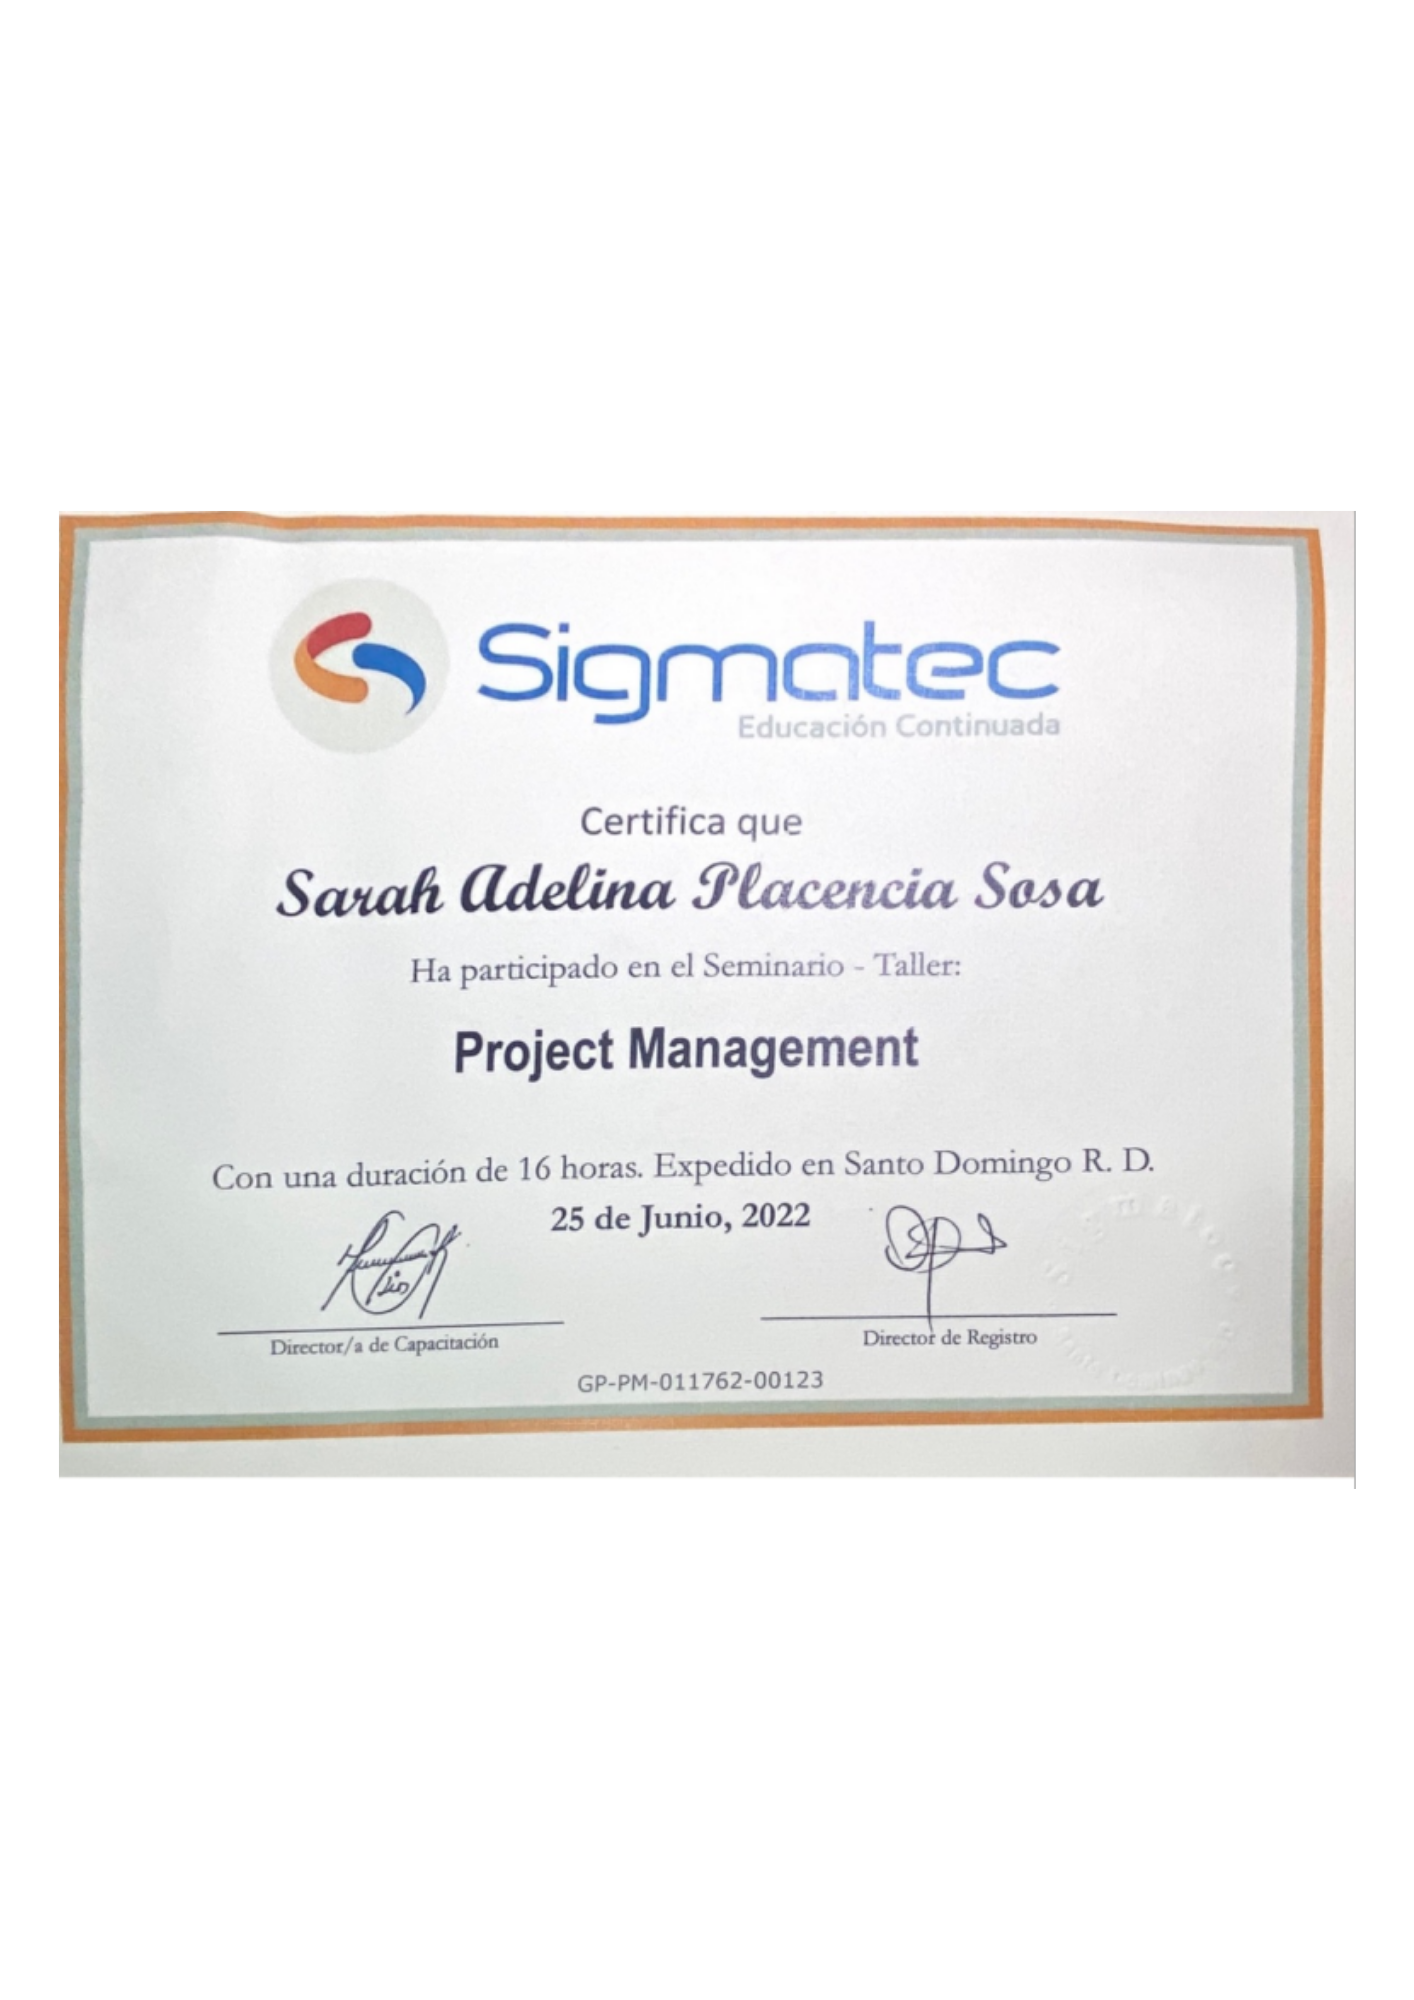 Sigmatec
Educación Continuada
Certifica que
Sarah Adelina Placencia Sosa
Ha participado en el Seminario - Taller:
Project Management
Con una duración de 16 horas. Expedido en Santo Domingo R. D.
25 de Junio, 2022
Director/a de Capacitación
Director de Registro
GP-PM-011762-00123